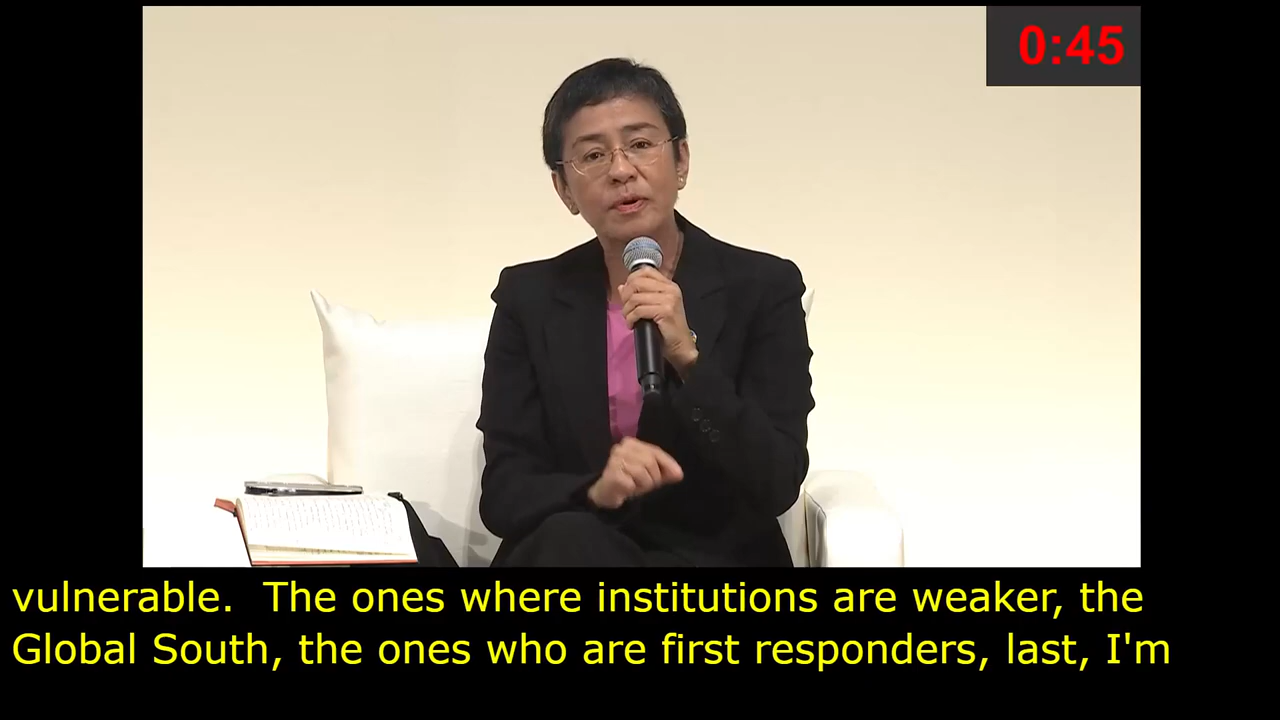 0:45
vulnerable.  The ones where institutions are weaker, the
Global South, the ones who are first responders, last, I'm